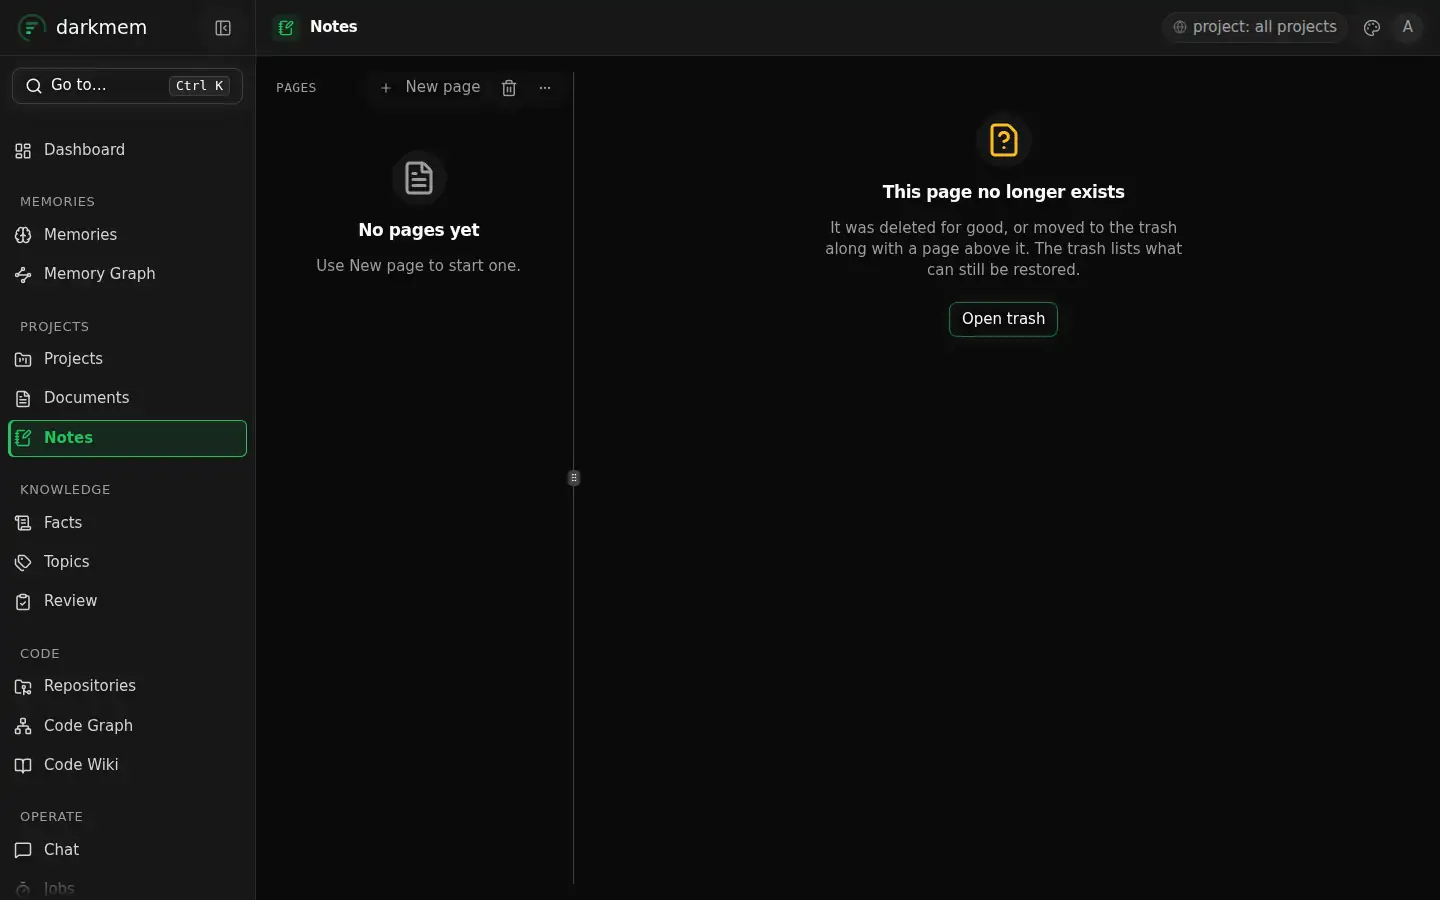 darkmem
Go to...
Ctrl K
Dashboard
MEMORIES
Memories
Memory Graph
PROJECTS
Projects
Documents
Notes
KNOWLEDGE
Facts
Topics
Review
CODE
Repositories
Code Graph
Code Wiki
OPERATE
Chat
Jobs
Notes
project: all projects
A
PAGES
+ New page
...
No pages yet
Use New page to start one.
This page no longer exists
It was deleted for good, or moved to the trash
along with a page above it. The trash lists what
can still be restored.
Open trash